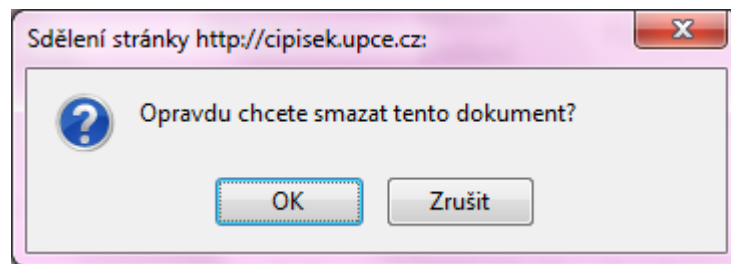 Sdělení stránky http://cipisek.upce.cz:
Opravdu chcete smazat tento dokument?
OK
Zrušit